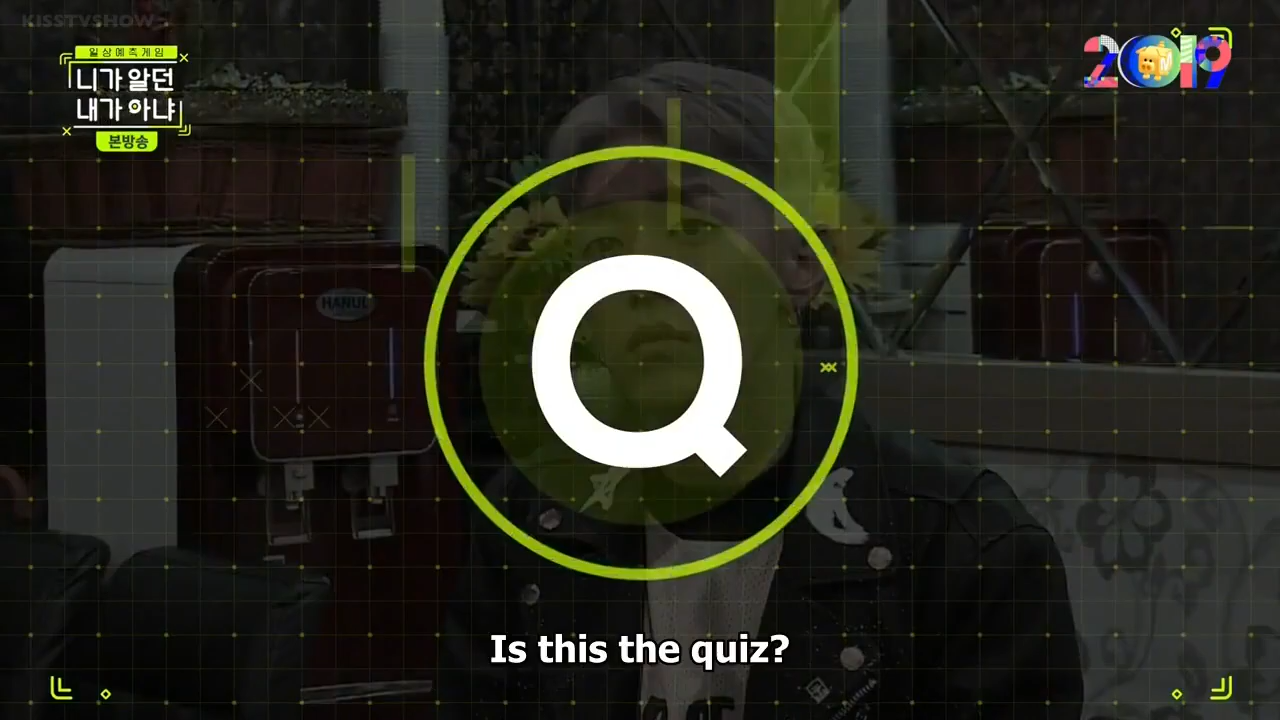 KISSTVSHOW
일상예측게임
니가 알던
내가 아냐
본방송
2019
M
HANUL
Q
Is this the quiz?